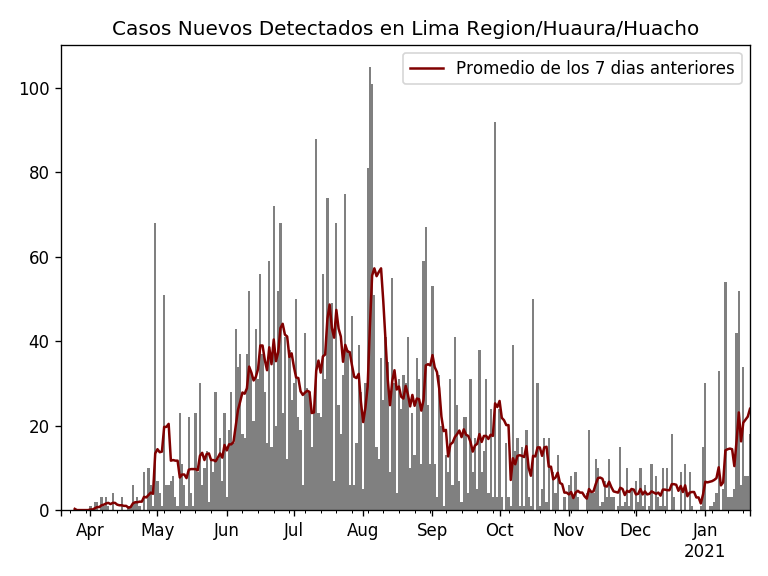 Casos Nuevos Detectados en Lima Region/Huaura/Huacho
Promedio de los 7 dias anteriores
100
80
60
40
20
0
Apr May Jun Jul Aug Sep Oct Nov Dec Jan
2021